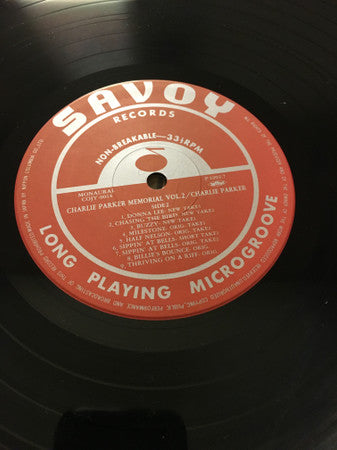 SAVOY
RECORDS
NON-BREAKABLE—33⅓RPM
MONAURAL
COJY-9014
CHARLIE PARKER MEMORIAL VOL.2/CHARLIE PARKER
SIDE2
1. DONNA LEE-NEW TAKE)
2. CHASING THE BIRD(NEW TAKE)
3. BUZZY-NEW TAKE)
4. MILESTONE-ORIG. TAKE)
5. HALF NELSON-ORIG. TAKE)
6. SIPPIN' AT BELLS-SHORT TAKE)
7. SIPPIN' AT BELLS-ORIG. TAKE)
8. BILLIE'S BOUNCE-ORIG.
9. THRIVING ON A RIFF-ORIG.
LONG PLAYING MICROGROOVE